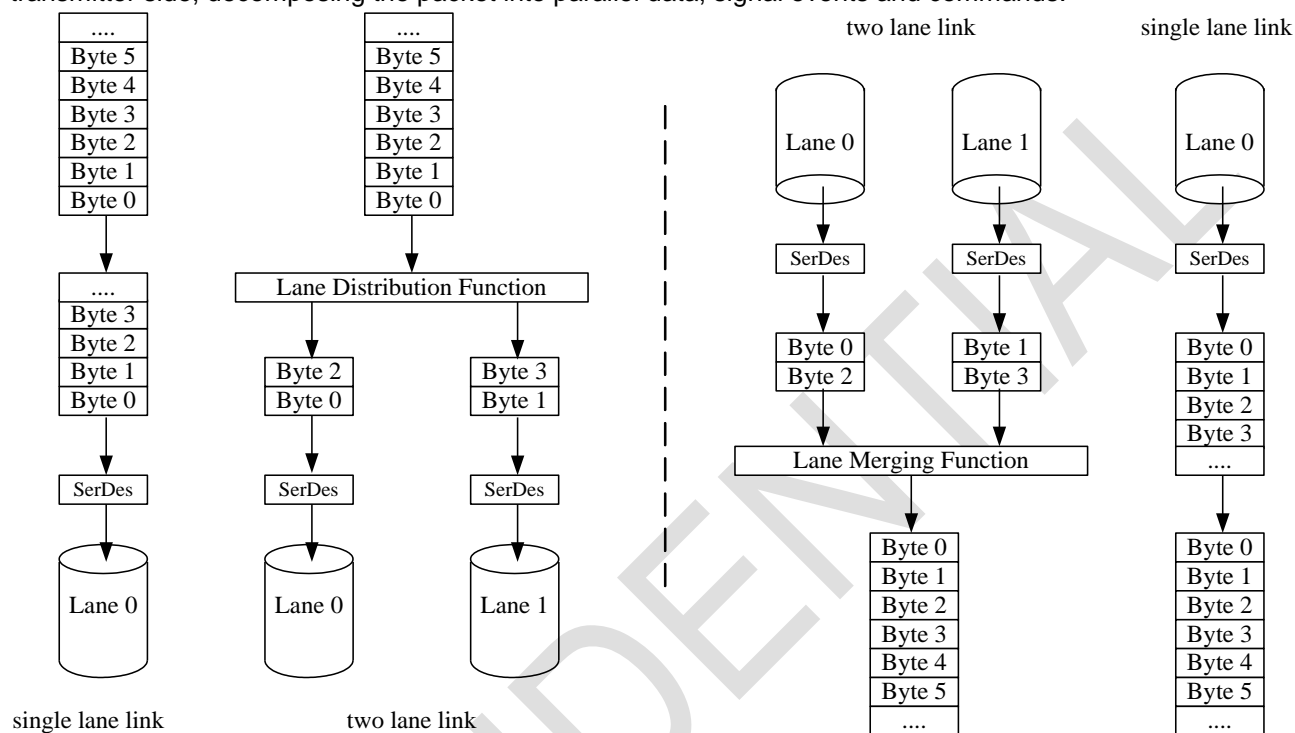 transmitter side, decomposing the packet into parallel data, signal events and commands.
....
Byte 5
Byte 4
Byte 3
Byte 2
Byte 1
Byte 0
....
Byte 3
Byte 2
Byte 1
Byte 0
SerDes
Lane 0
single lane link
....
Byte 5
Byte 4
Byte 3
Byte 2
Byte 1
Byte 0
Lane Distribution Function
Byte 2
Byte 0
SerDes
Lane 0
Byte 3
Byte 1
SerDes
Lane 1
two lane link
two lane link
Lane 0
SerDes
Byte 0
Byte 2
Lane 1
SerDes
Byte 1
Byte 3
Lane Merging Function
Byte 0
Byte 1
Byte 2
Byte 3
Byte 4
Byte 5
....
single lane link
Lane 0
SerDes
Byte 0
Byte 1
Byte 2
Byte 3
....
Byte 0
Byte 1
Byte 2
Byte 3
Byte 4
Byte 5
....